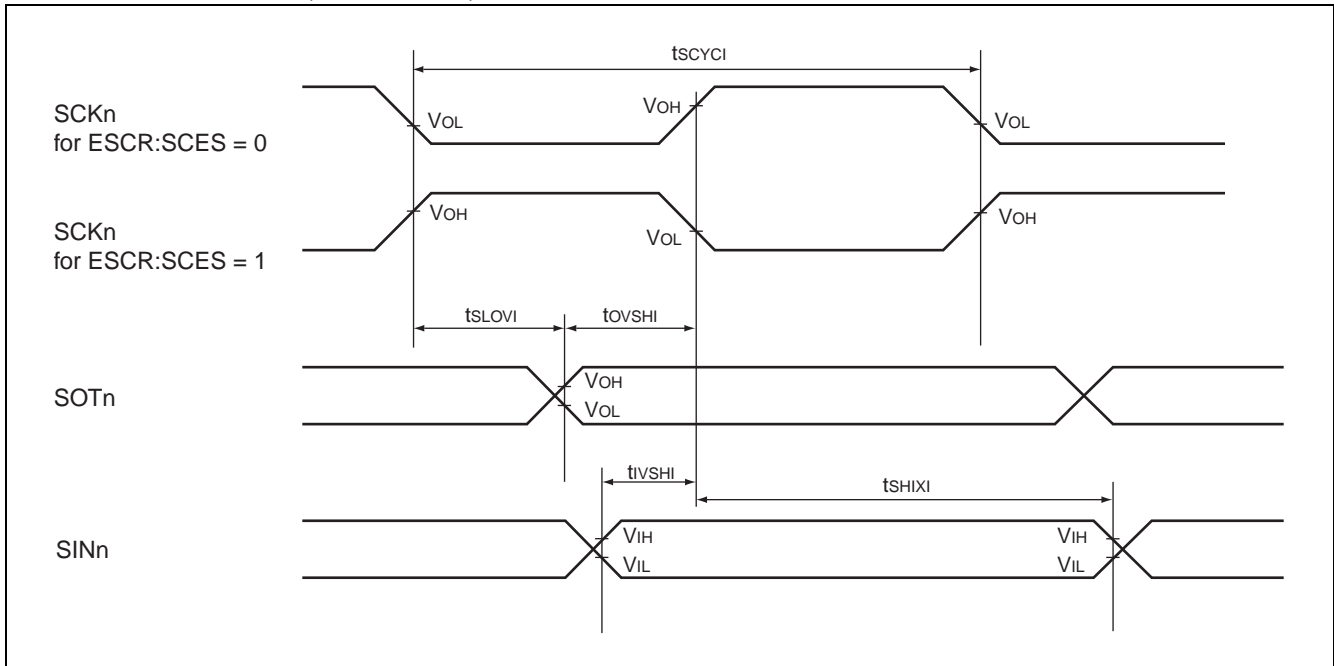 tSCYCI
SCKn
for ESCR:SCES = 0
VOL
VOH
VOL
SCKn
for ESCR:SCES = 1
VOH
VOL
VOH
tSLOVI
tOVSHI
SOTn
VOH
VOL
tIVSHI
tSHIXI
SINn
VIH
VIL
VIH
VIL